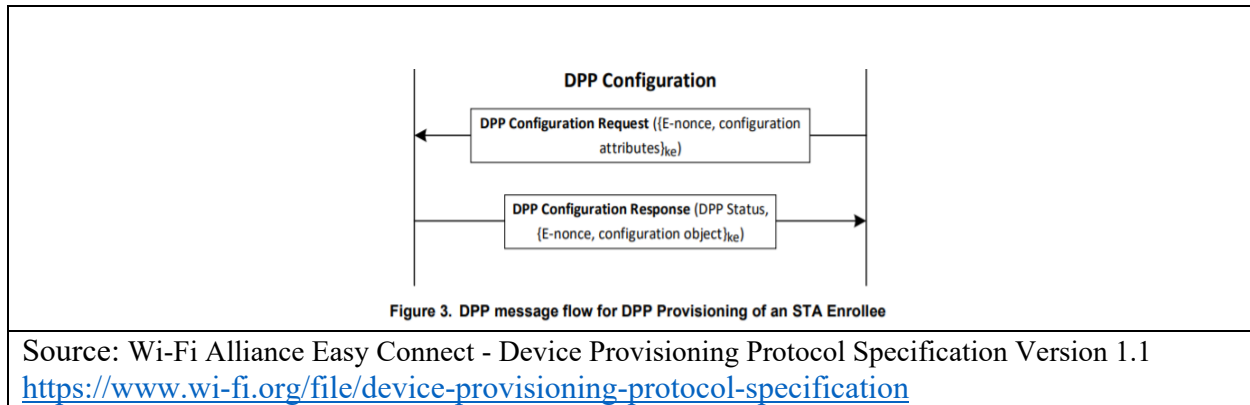 DPP Configuration
DPP Configuration Request ({E-nonce, configuration
attributes}ke)
DPP Configuration Response (DPP Status,
{E-nonce, configuration object}ke)
Figure 3. DPP message flow for DPP Provisioning of an STA Enrollee
Source: Wi-Fi Alliance Easy Connect - Device Provisioning Protocol Specification Version 1.1
https://www.wi-fi.org/file/device-provisioning-protocol-specification